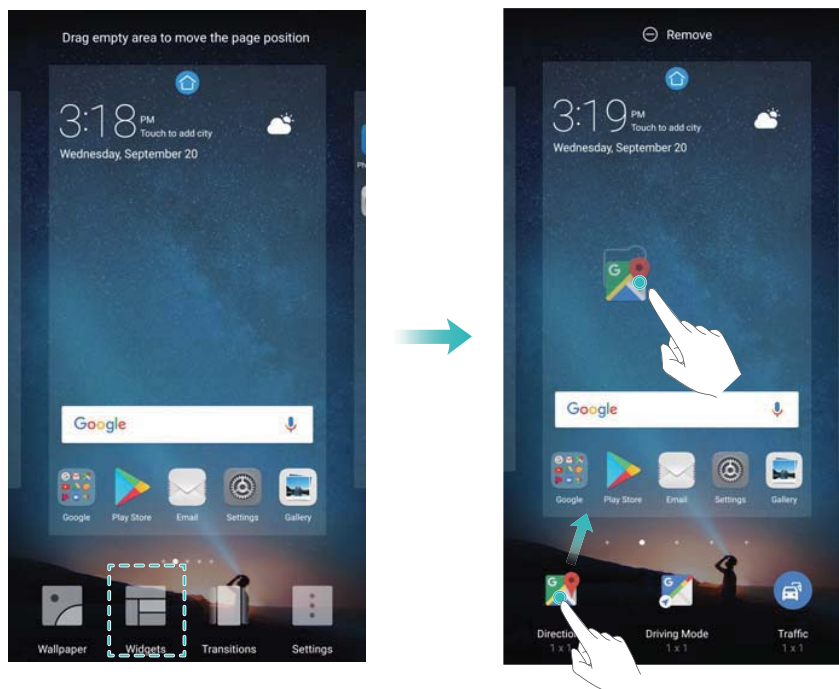 Drag empty area to move the page position
3:18 PM
Touch to add city
Wednesday, September 20
Google
Google
Play Store
Email
Settings
Gallery
Wallpaper
Widgets
Transitions
Settings
Remove
3:19 PM
Touch to add city
Wednesday, September 20
G
Google
Google
Play Store
Email
Settings
Gallery
G
G
Driving Mode
Traffic
1 x 1
1 x 1
1 x 1